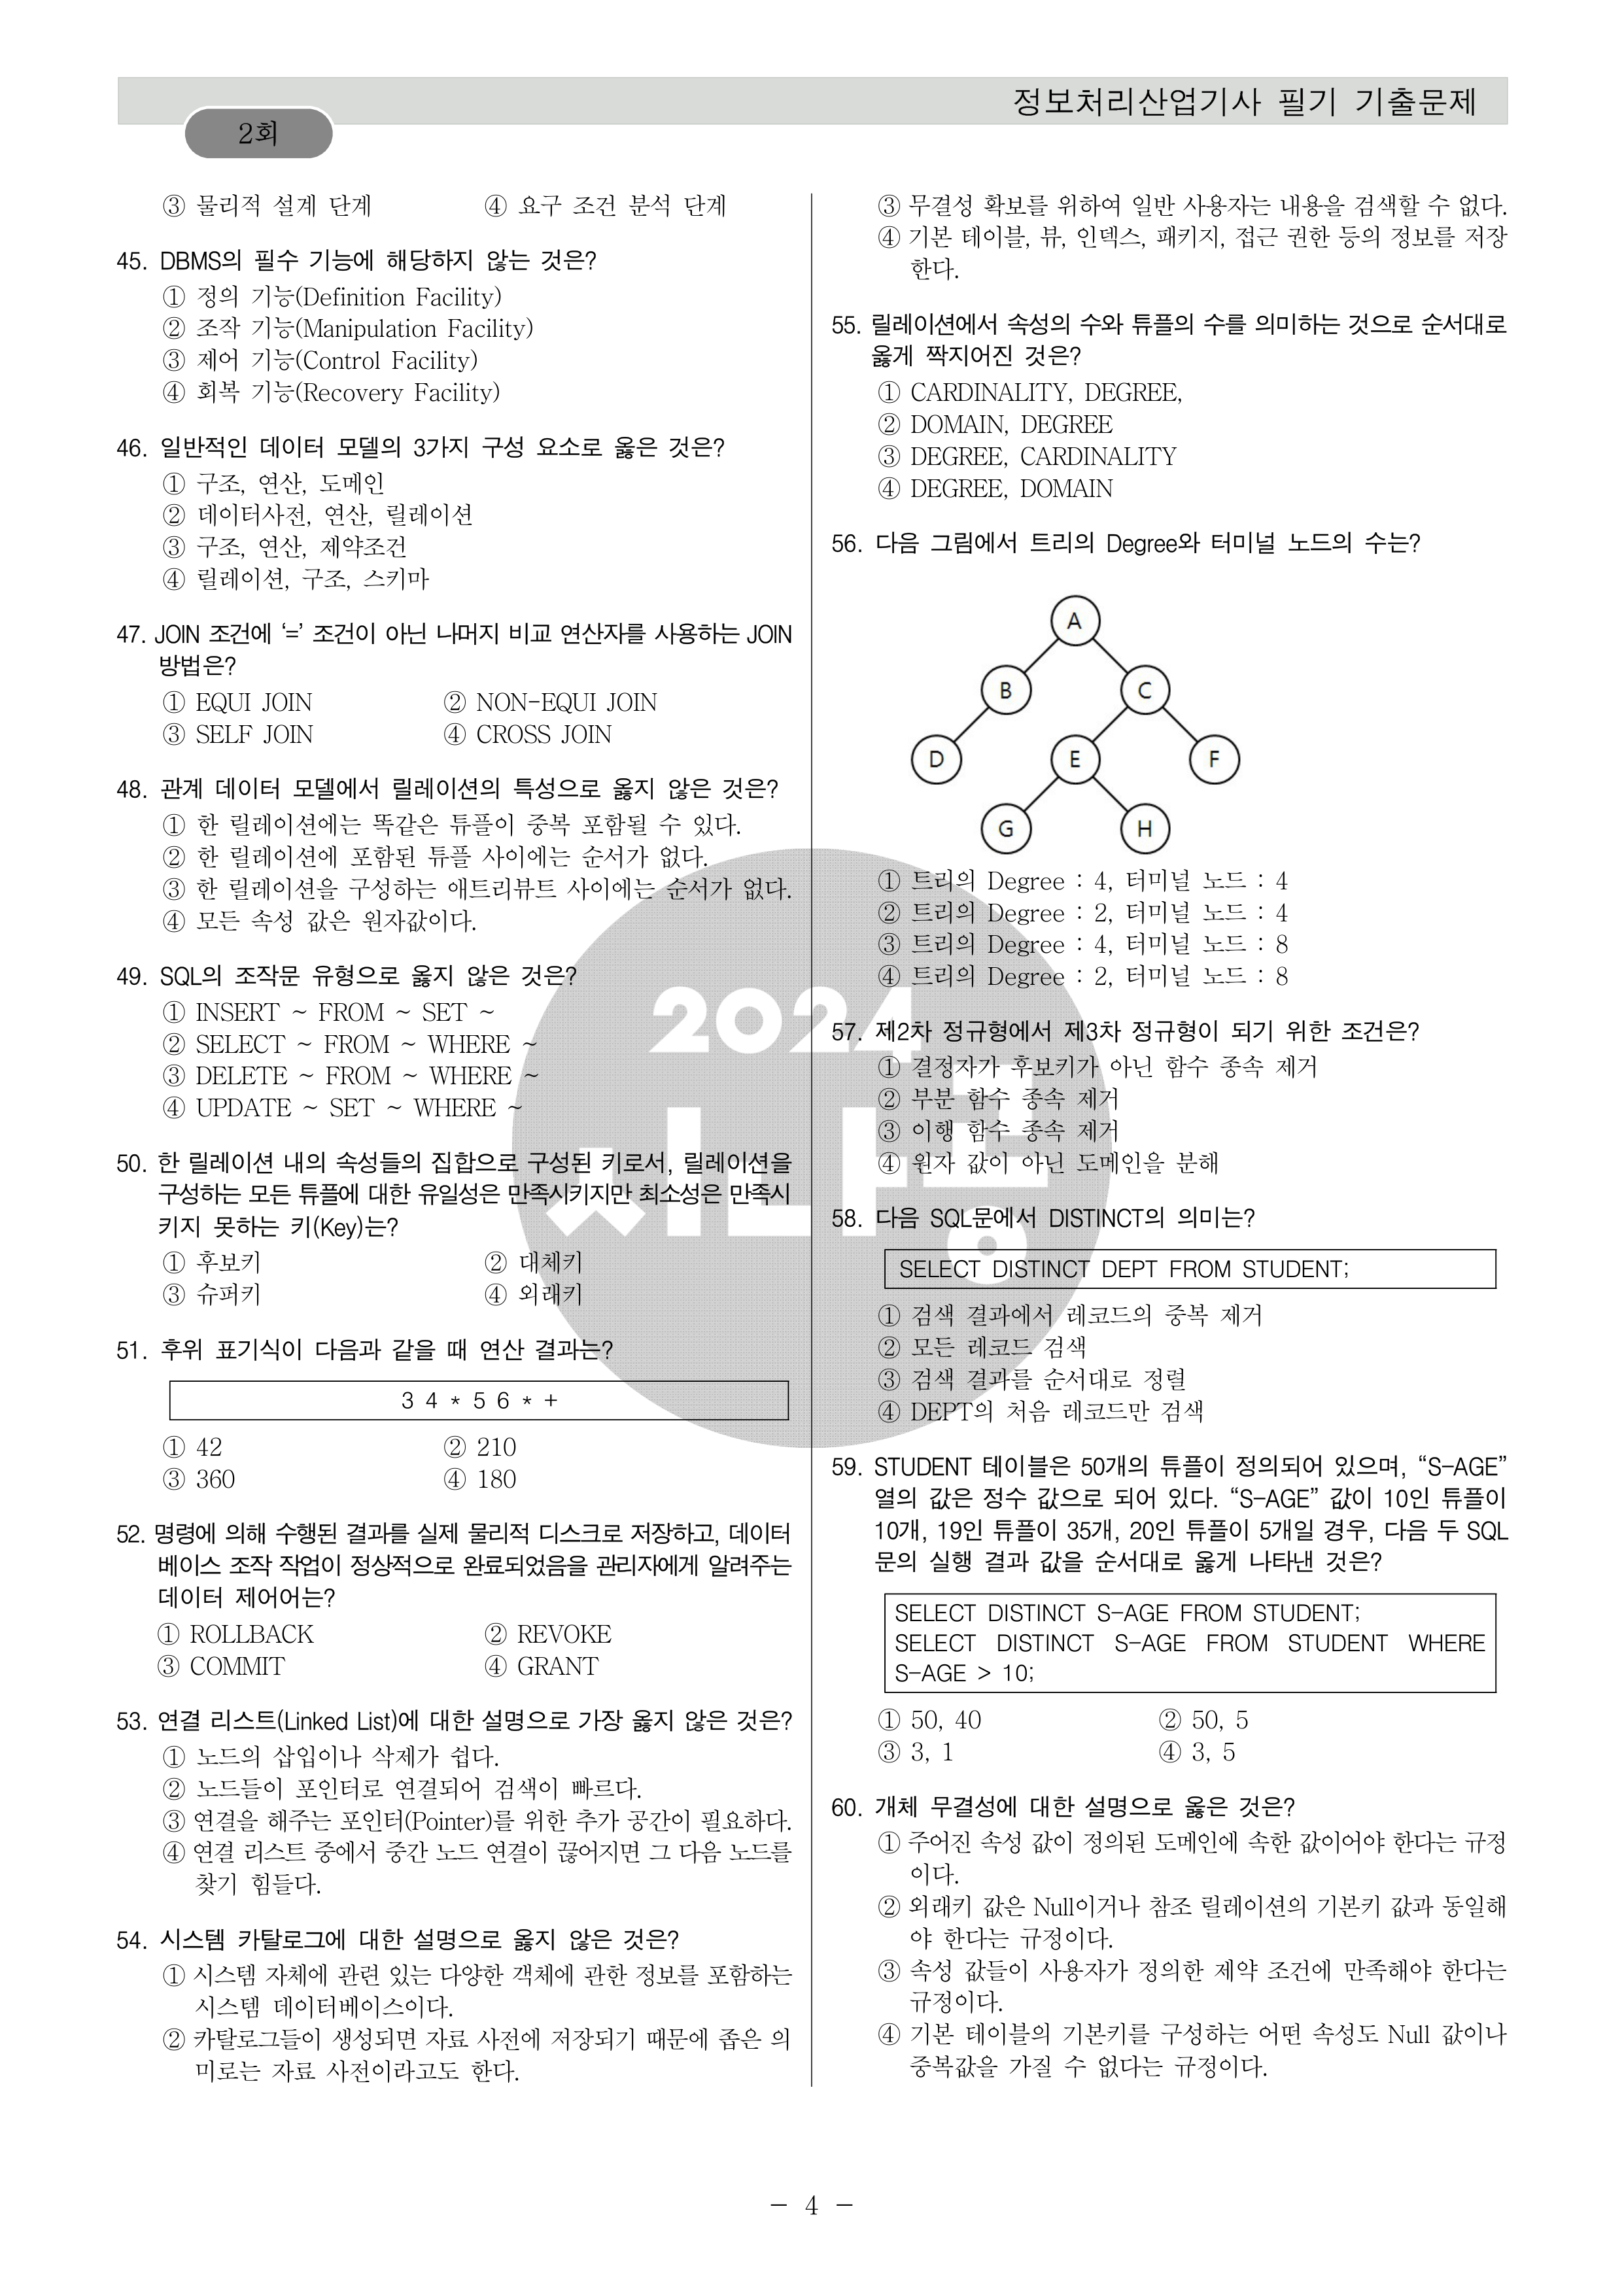 정보처리산업기사 필기 기출문제
2회
③ 물리적 설계 단계 ④ 요구 조건 분석 단계
45. DBMS의 필수 기능에 해당하지 않는 것은?
① 정의 기능(Definition Facility)
② 조작 기능(Manipulation Facility)
③ 제어 기능(Control Facility)
④ 회복 기능(Recovery Facility)
46. 일반적인 데이터 모델의 3가지 구성 요소로 옳은 것은?
① 구조, 연산, 도메인
② 데이터사전, 연산, 릴레이션
③ 구조, 연산, 제약조건
④ 릴레이션, 구조, 스키마
47. JOIN 조건에 ‘=’ 조건이 아닌 나머지 비교 연산자를 사용하는 JOIN
방법은?
① EQUI JOIN ② NON-EQUI JOIN
③ SELF JOIN ④ CROSS JOIN
48. 관계 데이터 모델에서 릴레이션의 특성으로 옳지 않은 것은?
① 한 릴레이션에는 똑같은 튜플이 중복 포함될 수 있다.
② 한 릴레이션에 포함된 튜플 사이에는 순서가 없다.
③ 한 릴레이션을 구성하는 애트리뷰트 사이에는 순서가 없다.
④ 모든 속성 값은 원자값이다.
49. SQL의 조작문 유형으로 옳지 않은 것은?
① INSERT ~ FROM ~ SET ~
② SELECT ~ FROM ~ WHERE ~
③ DELETE ~ FROM ~ WHERE ~
④ UPDATE ~ SET ~ WHERE ~
50. 한 릴레이션 내의 속성들의 집합으로 구성된 키로서, 릴레이션을
구성하는 모든 튜플에 대한 유일성은 만족시키지만 최소성은 만족시
키지 못하는 키(Key)는?
① 후보키 ② 대체키
③ 슈퍼키 ④ 외래키
51. 후위 표기식이 다음과 같을 때 연산 결과는?
3 4 * 5 6 * +
① 42 ② 210
③ 360 ④ 180
52. 명령에 의해 수행된 결과를 실제 물리적 디스크로 저장하고, 데이터
베이스 조작 작업이 정상적으로 완료되었음을 관리자에게 알려주는
데이터 제어어는?
① ROLLBACK ② REVOKE
③ COMMIT ④ GRANT
53. 연결 리스트(Linked List)에 대한 설명으로 가장 옳지 않은 것은?
① 노드의 삽입이나 삭제가 쉽다.
② 노드들이 포인터로 연결되어 검색이 빠르다.
③ 연결을 해주는 포인터(Pointer)를 위한 추가 공간이 필요하다.
④ 연결 리스트 중에서 중간 노드 연결이 끊어지면 그 다음 노드를
찾기 힘들다.
54. 시스템 카탈로그에 대한 설명으로 옳지 않은 것은?
① 시스템 자체에 관련 있는 다양한 객체에 관한 정보를 포함하는
시스템 데이터베이스이다.
② 카탈로그들이 생성되면 자료 사전에 저장되기 때문에 좁은 의
미로는 자료 사전이라고도 한다.
③ 무결성 확보를 위하여 일반 사용자는 내용을 검색할 수 없다.
④ 기본 테이블, 뷰, 인덱스, 패키지, 접근 권한 등의 정보를 저장
한다.
55. 릴레이션에서 속성의 수와 튜플의 수를 의미하는 것으로 순서대로
옳게 짝지어진 것은?
① CARDINALITY, DEGREE,
② DOMAIN, DEGREE
③ DEGREE, CARDINALITY
④ DEGREE, DOMAIN
56. 다음 그림에서 트리의 Degree와 터미널 노드의 수는?
A
B C
D E F
G H
① 트리의 Degree : 4, 터미널 노드 : 4
② 트리의 Degree : 2, 터미널 노드 : 4
③ 트리의 Degree : 4, 터미널 노드 : 8
④ 트리의 Degree : 2, 터미널 노드 : 8
57. 제2차 정규형에서 제3차 정규형이 되기 위한 조건은?
① 결정자가 후보키가 아닌 함수 종속 제거
② 부분 함수 종속 제거
③ 이행 함수 종속 제거
④ 원자 값이 아닌 도메인을 분해
58. 다음 SQL문에서 DISTINCT의 의미는?
SELECT DISTINCT DEPT FROM STUDENT;
① 검색 결과에서 레코드의 중복 제거
② 모든 레코드 검색
③ 검색 결과를 순서대로 정렬
④ DEPT의 처음 레코드만 검색
59. STUDENT 테이블은 50개의 튜플이 정의되어 있으며, “S-AGE”
열의 값은 정수 값으로 되어 있다. “S-AGE” 값이 10인 튜플이
10개, 19인 튜플이 35개, 20인 튜플이 5개일 경우, 다음 두 SQL
문의 실행 결과 값을 순서대로 옳게 나타낸 것은?
SELECT DISTINCT S-AGE FROM STUDENT;
SELECT DISTINCT S-AGE FROM STUDENT WHERE
S-AGE > 10;
① 50, 40 ② 50, 5
③ 3, 1 ④ 3, 5
60. 개체 무결성에 대한 설명으로 옳은 것은?
① 주어진 속성 값이 정의된 도메인에 속한 값이어야 한다는 규정
이다.
② 외래키 값은 Null이거나 참조 릴레이션의 기본키 값과 동일해
야 한다는 규정이다.
③ 속성 값들이 사용자가 정의한 제약 조건에 만족해야 한다는
규정이다.
④ 기본 테이블의 기본키를 구성하는 어떤 속성도 Null 값이나
중복값을 가질 수 없다는 규정이다.
2024
시나공
- 4 -